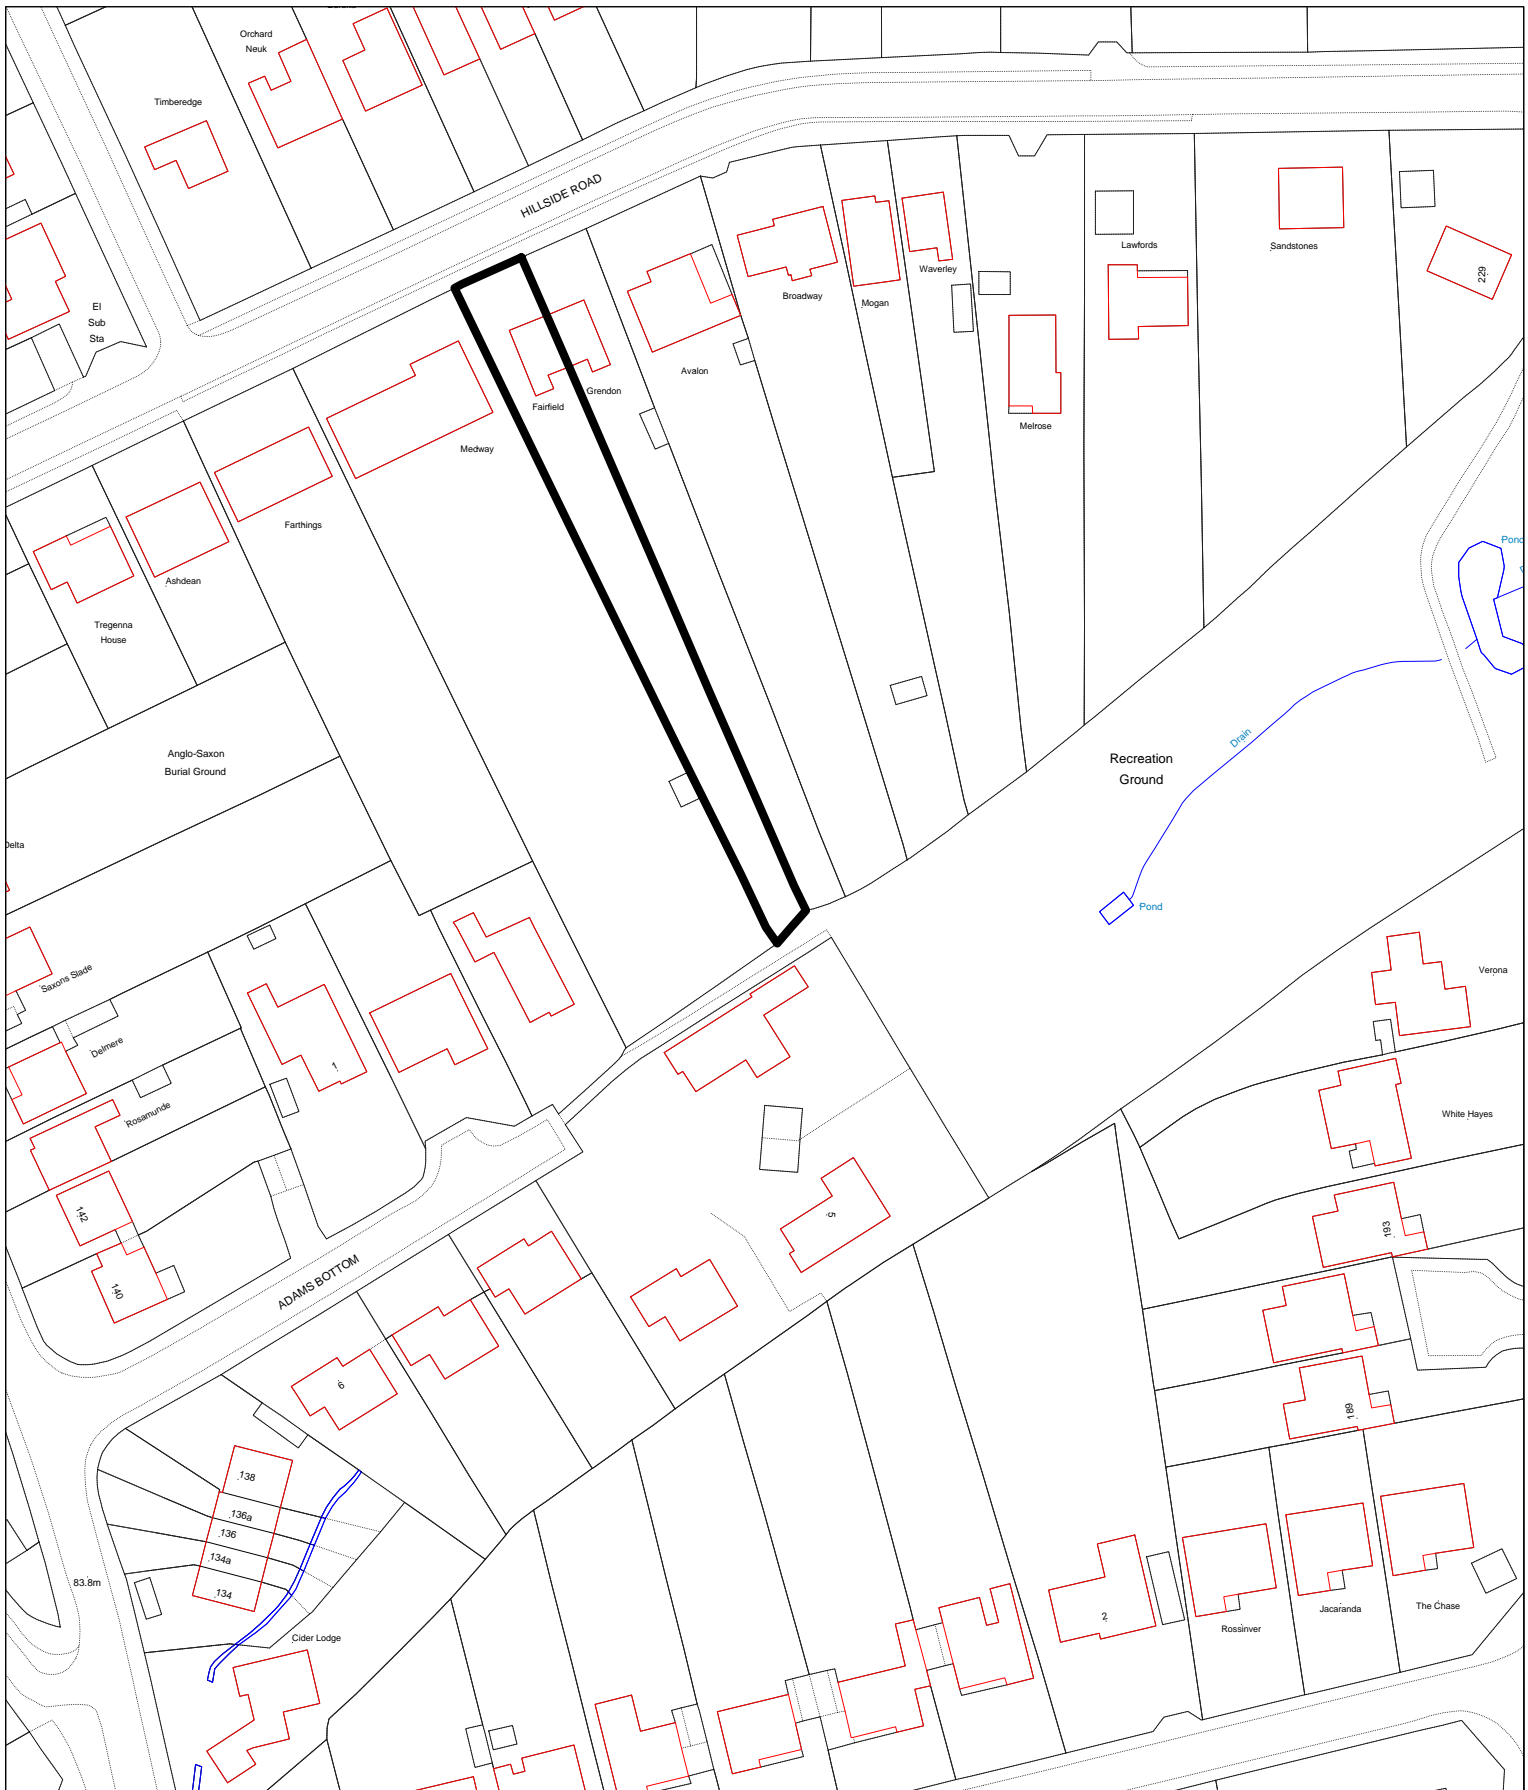 Orchard
Neuk
Timberedge
HILLSIDE ROAD
El
Sub
Sta
Lawfords
Sandstones
229
Waverley
Broadway
Mogan
Avalon
Grendon
Fairfield
Melrose
Medway
Farthings
Ashdean
Tregenna
House
Pond
Anglo-Saxon
Burial Ground
Drain
Recreation
Ground
Delta
Pond
Saxons Slade
Verona
Delmere
1
Rosamunde
White Hayes
142
5
193
140
ADAMS BOTTOM
6
189
138
136a
136
134a
134
83.8m
Cider Lodge
2
Rossinver
Jacaranda
The Chase